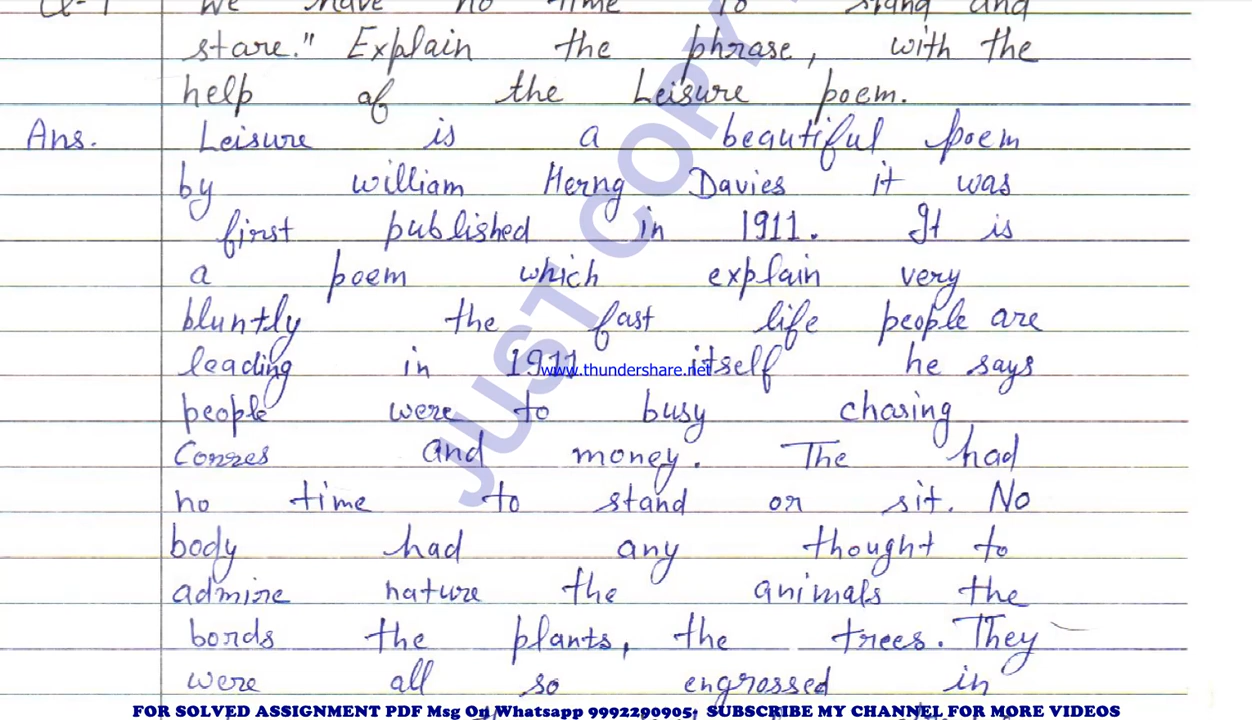 Q-1 "We have no time to stand and
stare." Explain the phrase, with the
help of the Leisure poem.
Ans. Leisure is a beautiful poem
by william Herng Davies it was
first published in 1911. It is
a poem which explain very
bluntly the fast life people are
leading in 1911 itself he says
www.thundershare.net
people were to busy chasing
and money. The had
no time to stand or sit. No
body had any thought to
admire nature the animals the
bords the plants, the trees. They
were all so engrossed in
JUST COPY
FOR SOLVED ASSIGNMENT PDF Msg On Whatsapp 9992290905; SUBSCRIBE MY CHANNEL FOR MORE VIDEOS